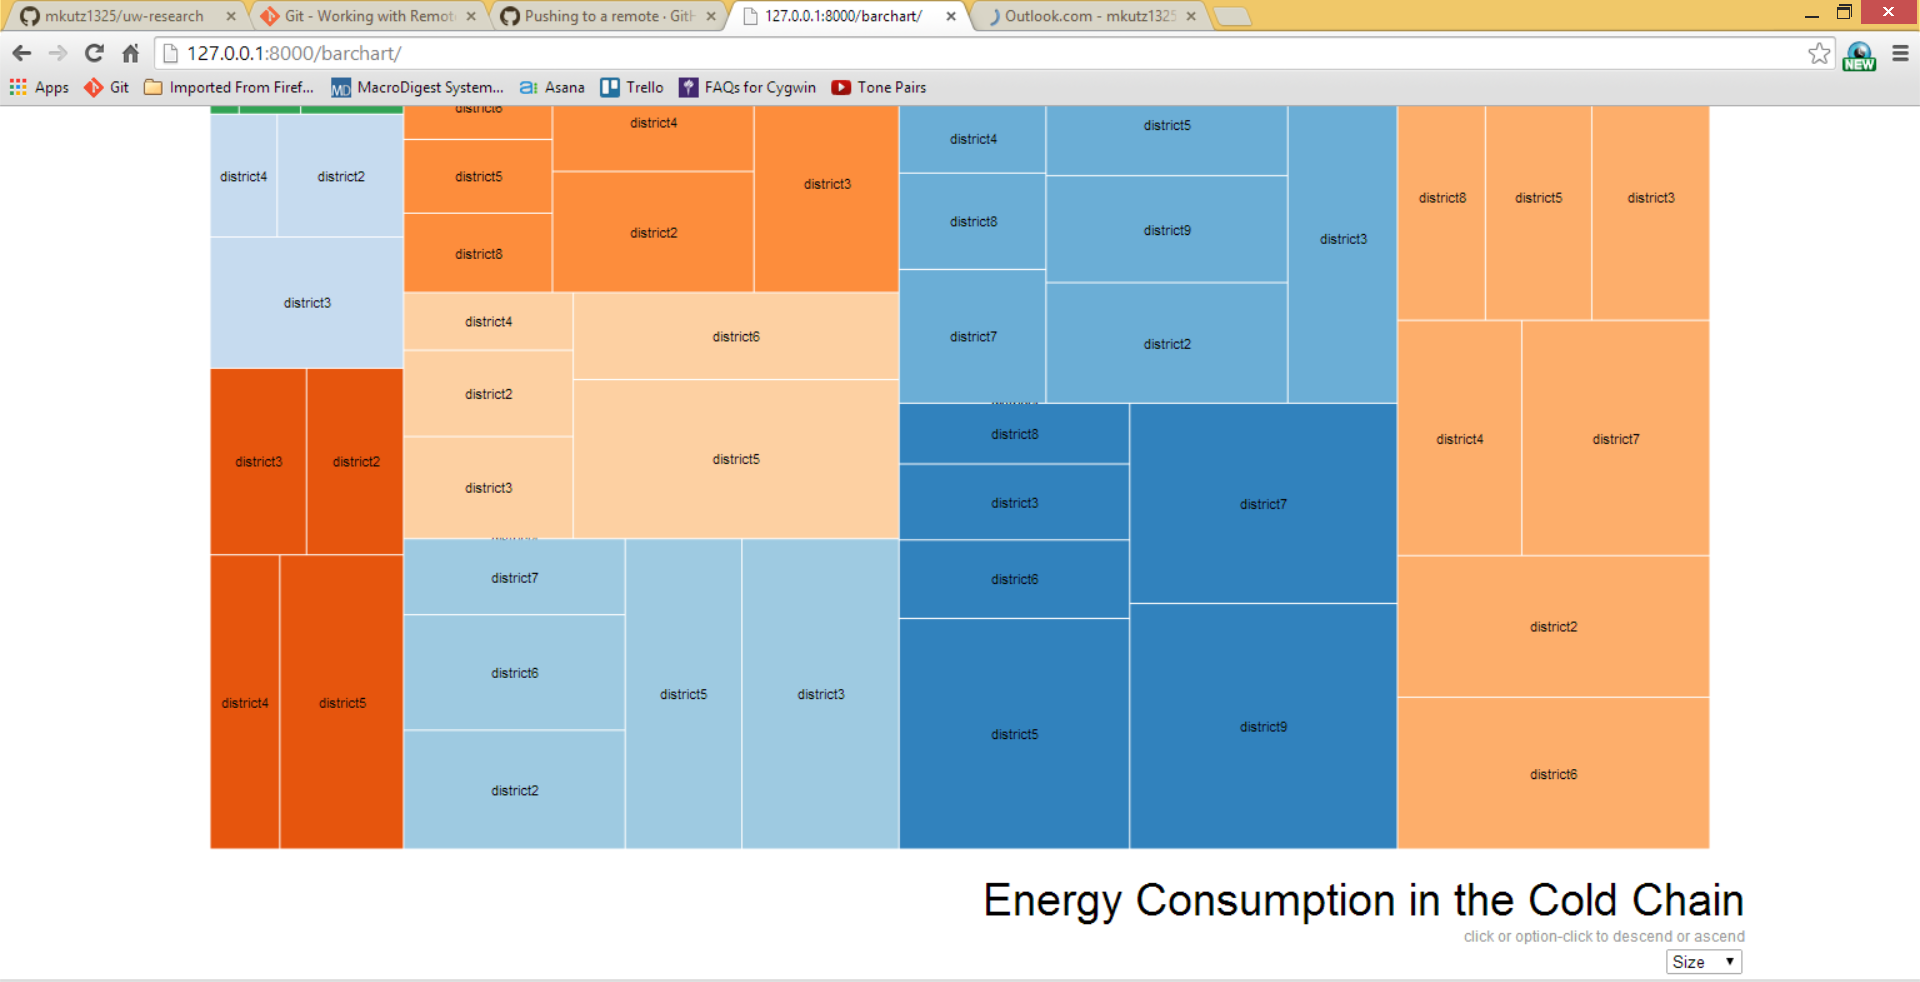 mkutz1325/uw-research
Git - Working with Remot
Pushing to a remote · Gith
127.0.0.1:8000/barchart/
Outlook.com - mkutz1325
127.0.0.1:8000/barchart/
NEW
Apps
Git
Imported From Firef...
MD
MacroDigest System...
a:
Asana
Trello
FAQs for Cygwin
Tone Pairs
district4
district2
district3
district3
district2
district4
district5
district6
district5
district8
district4
district2
district3
district4
district2
district3
district6
district5
district7
district6
district2
district5
district3
district4
district8
district7
district5
district9
district2
district3
district8
district3
district6
district5
district7
district9
district8
district5
district3
district4
district7
district2
district6
Energy Consumption in the Cold Chain
click or option-click to descend or ascend
Size